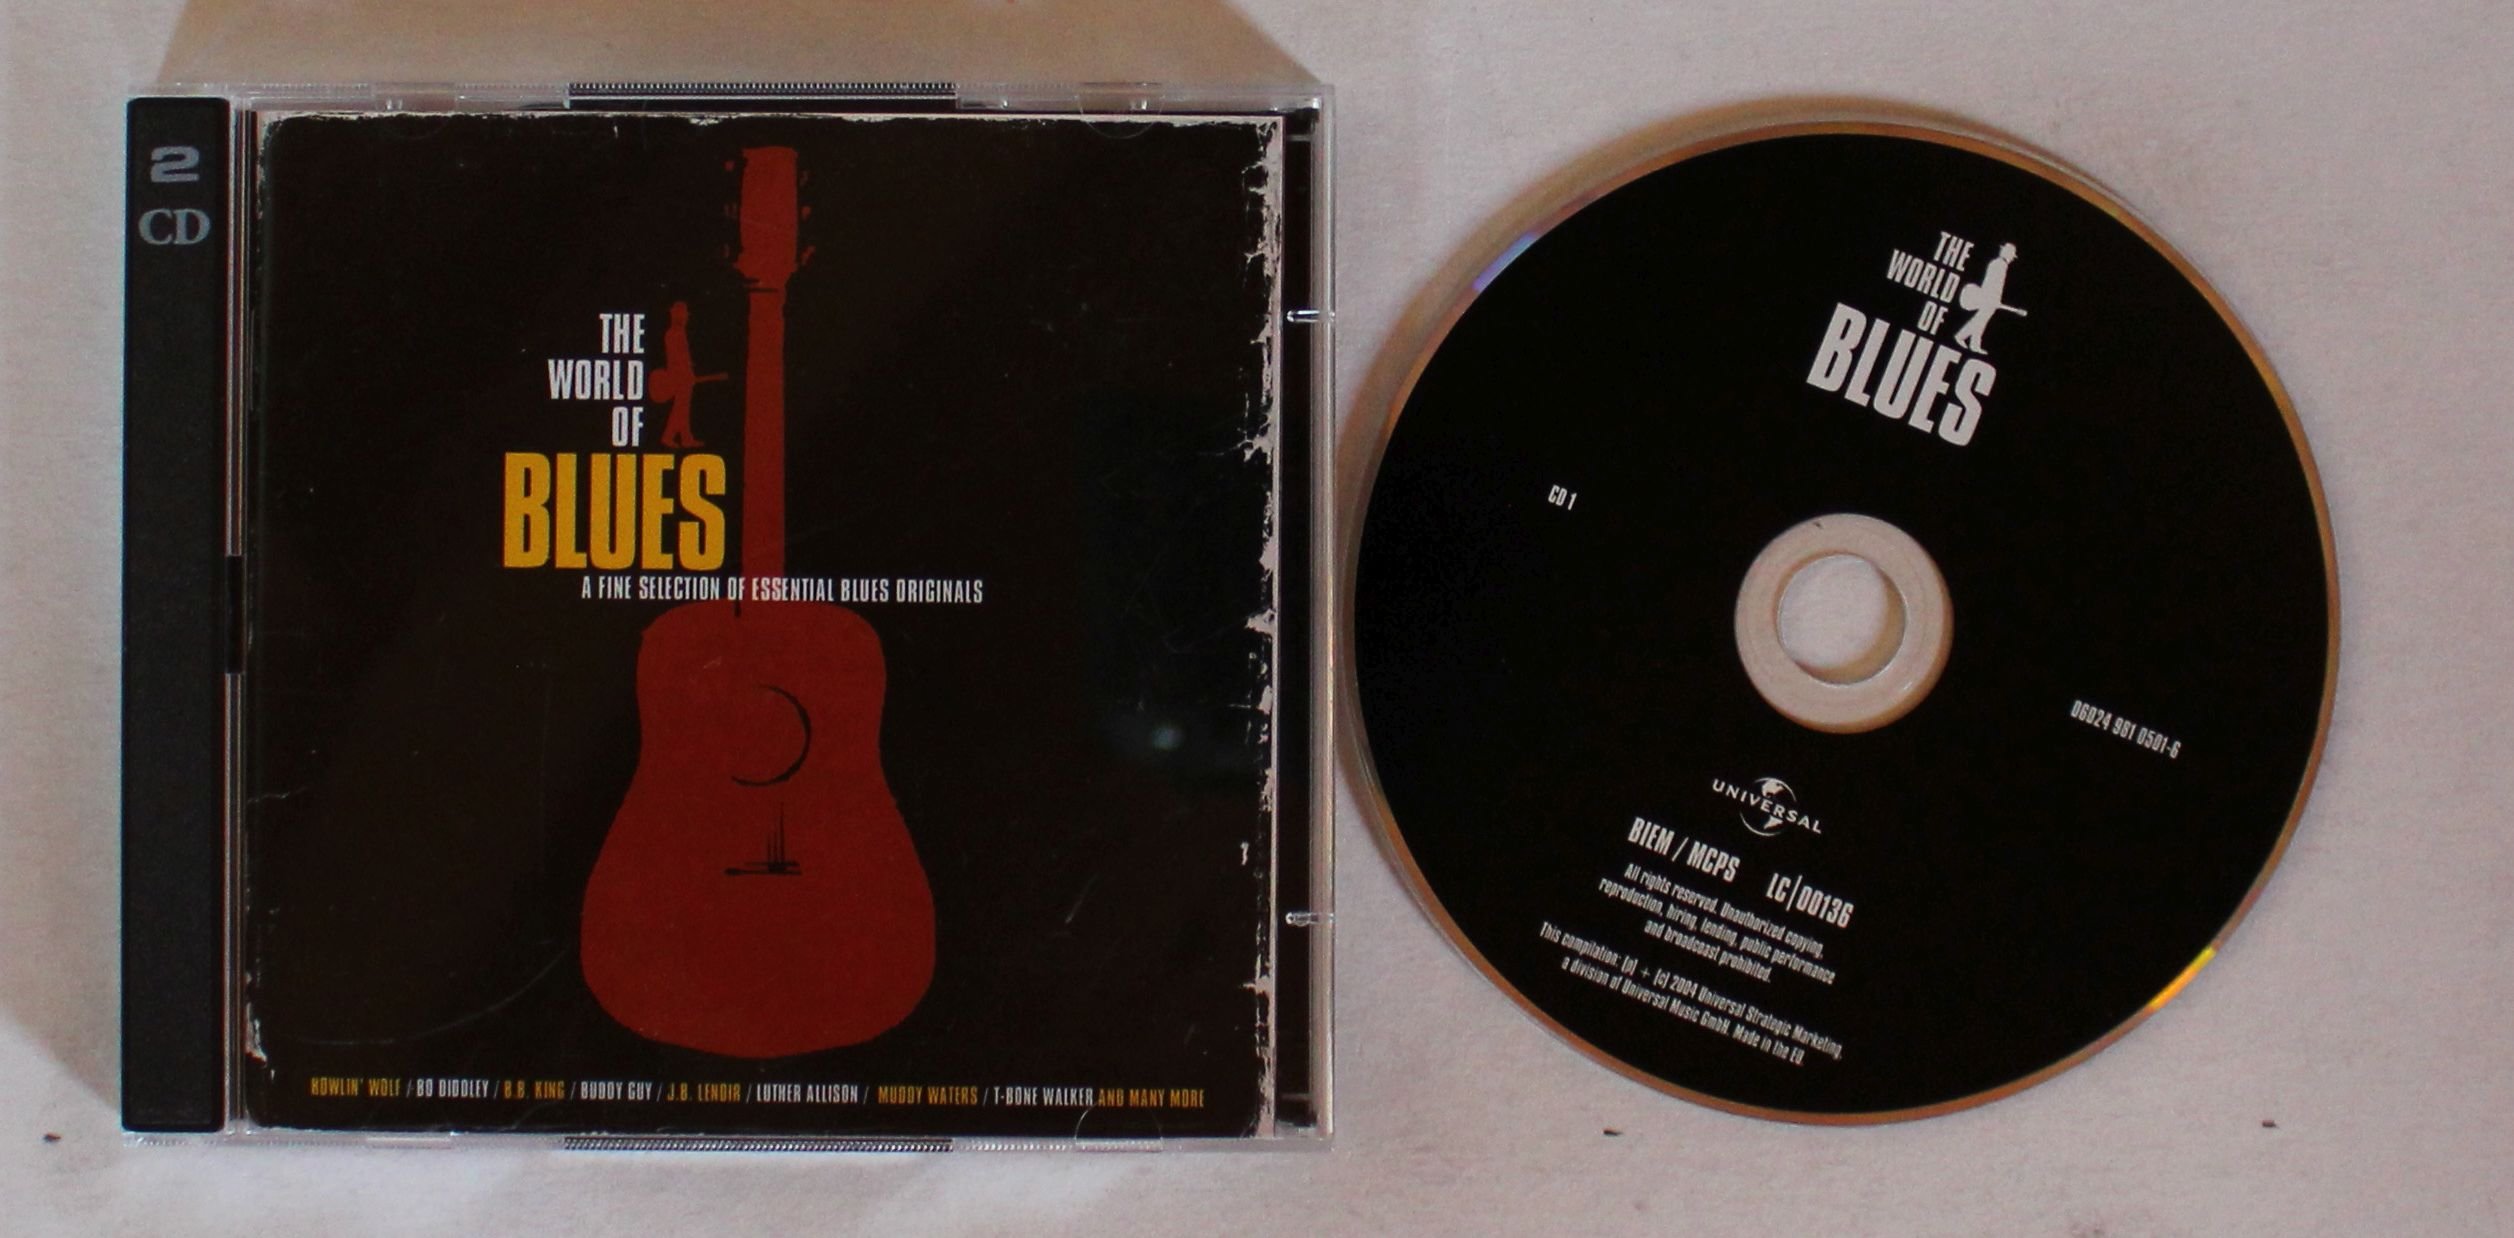 2
CD
THE
WORLD
OF
BLUES
A FINE SELECTION OF ESSENTIAL BLUES ORIGINALS
HOWLIN' WOLF / BO DIDDLEY / B.B. KING / BUDDY GUY / J.B. LENOIR / LUTHER ALLISON / MUDDY WATERS / T-BONE WALKER AND MANY MORE
THE
WORLD
OF
BLUES
CD 1
06024 981 0501-6
UNIVERSAL
BIEM / MCPS LC|00136
All rights reserved. Unauthorized copying,
reproduction, hiring, lending, public performance
and broadcast prohibited.
This compilation: (p) + (c) 2004 Universal Strategic Marketing,
a division of Universal Music GmbH. Made in the EU.